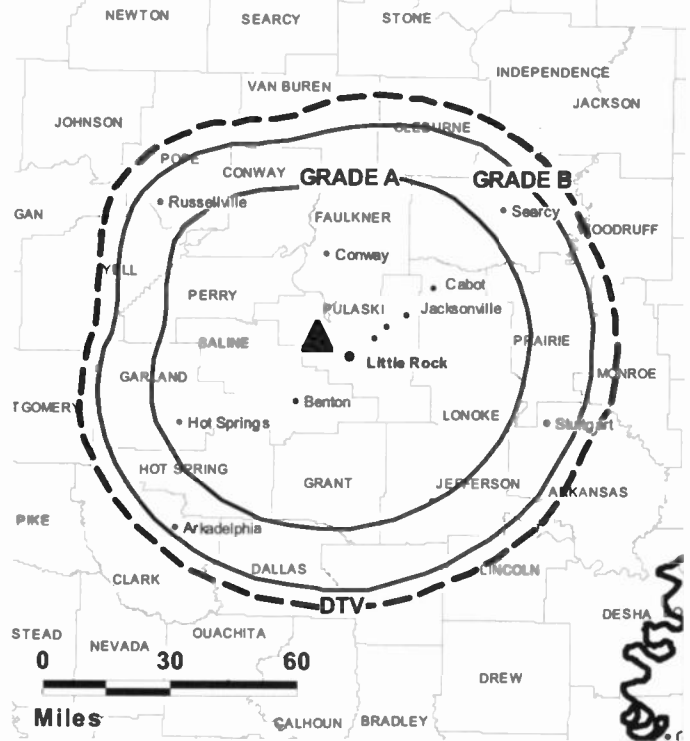 NEWTON
SEARCY
STONE
INDEPENDENCE
VAN BUREN
JACKSON
JOHNSON
CLEBURNE
POPE
CONWAY
GRADE A
GRADE B
Russellville
Searcy
GAN
FAULKNER
OODRUFF
Conway
YELL
Cabot
PERRY
PULASKI
Jacksonville
SALINE
PRAIRIE
Little Rock
GARLAND
MONROE
Benton
TGOMERY
LONOKE
Hot Springs
Stuttgart
HOT SPRING
GRANT
JEFFERSON
ARKANSAS
PIKE
Arkadelphia
DALLAS
LINCOLN
CLARK
DTV
DESHA
STEAD
OUACHITA
NEVADA
0 30 60
DREW
Miles
CALHOUN
BRADLEY